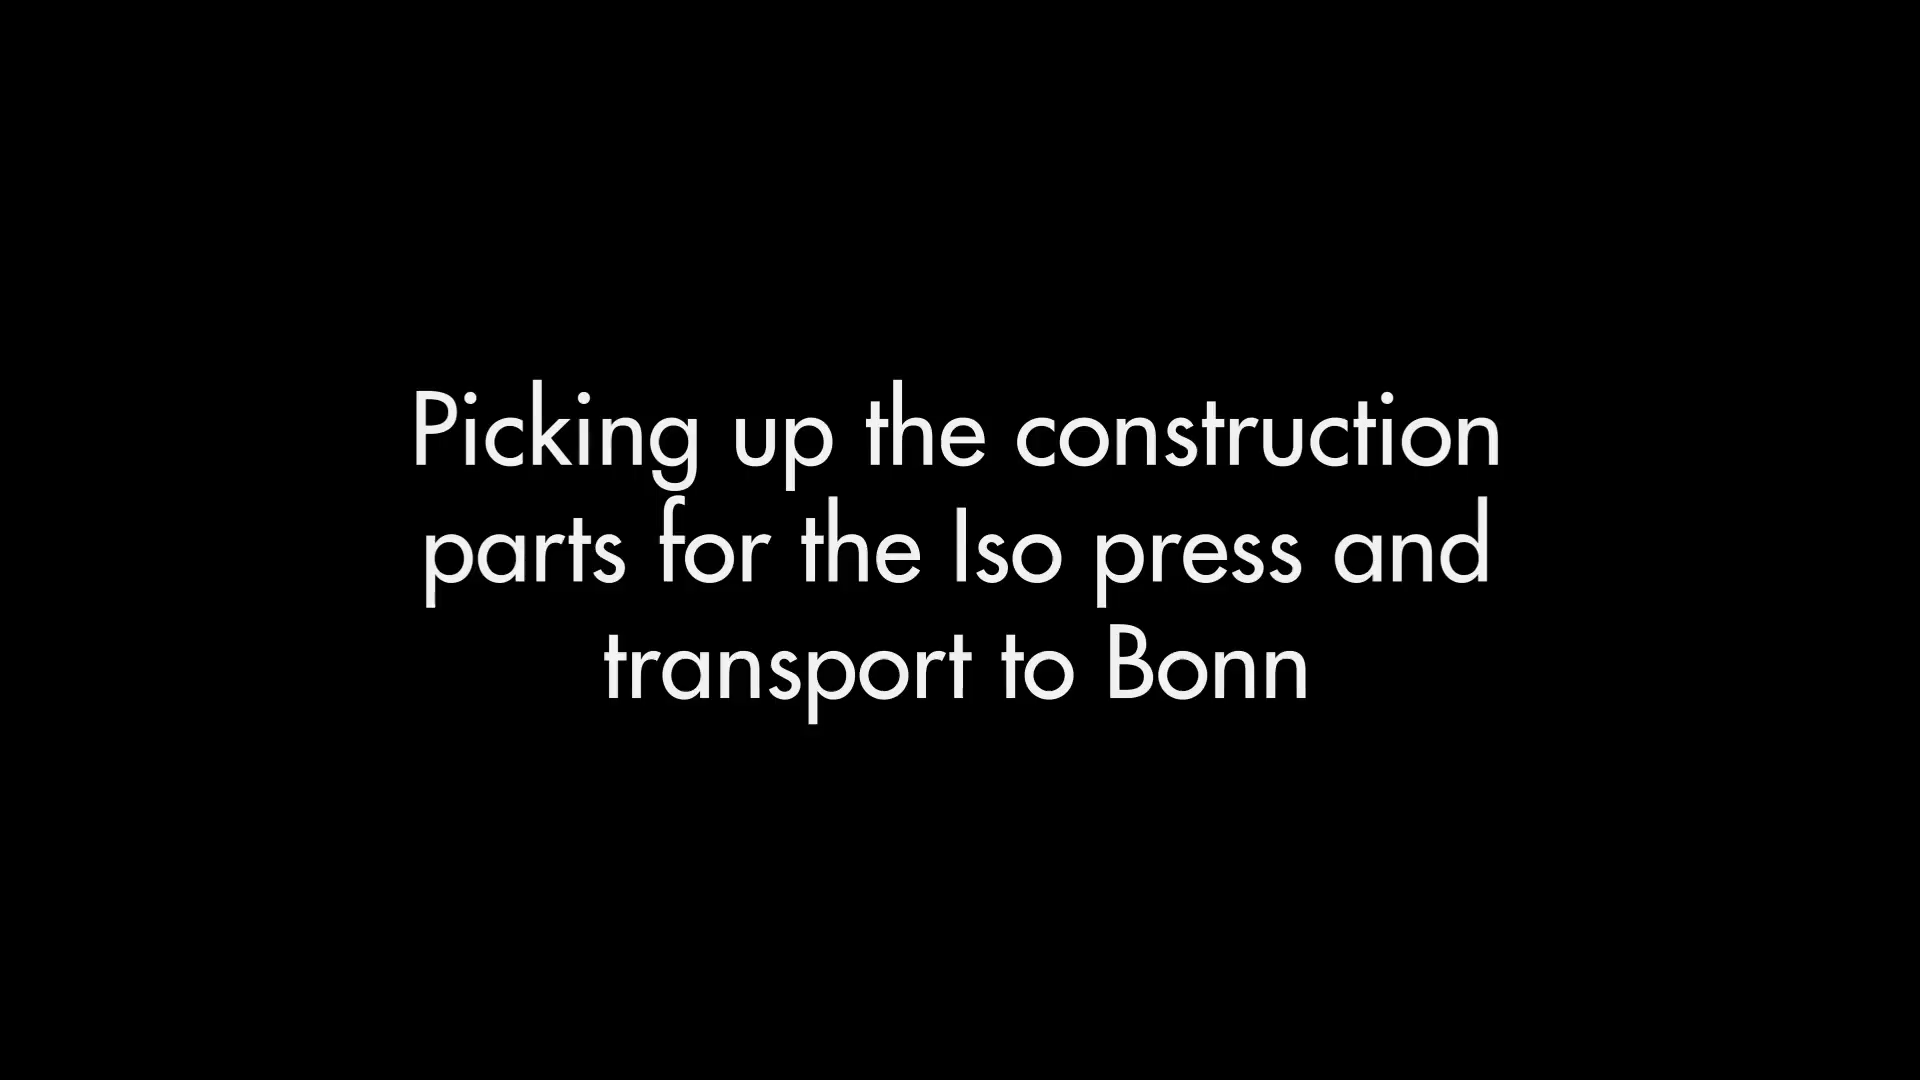 Picking up the construction
parts for the Iso press and
transport to Bonn